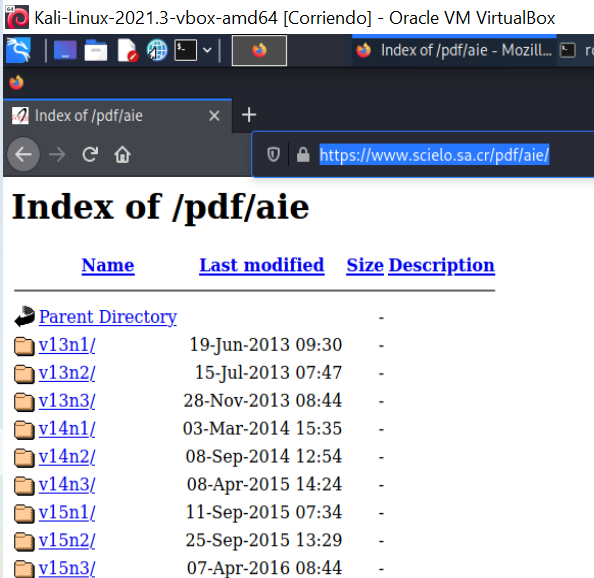 Kali-Linux-2021.3-vbox-amd64 [Corriendo] - Oracle VM VirtualBox
Index of /pdf/aie - Mozill...
Index of /pdf/aie
https://www.scielo.sa.cr/pdf/aie/
Index of /pdf/aie
Name Last modified Size Description
Parent Directory -
v13n1/ 19-Jun-2013 09:30 -
v13n2/ 15-Jul-2013 07:47 -
v13n3/ 28-Nov-2013 08:44 -
v14n1/ 03-Mar-2014 15:35 -
v14n2/ 08-Sep-2014 12:54 -
v14n3/ 08-Apr-2015 14:24 -
v15n1/ 11-Sep-2015 07:34 -
v15n2/ 25-Sep-2015 13:29 -
v15n3/ 07-Apr-2016 08:44 -